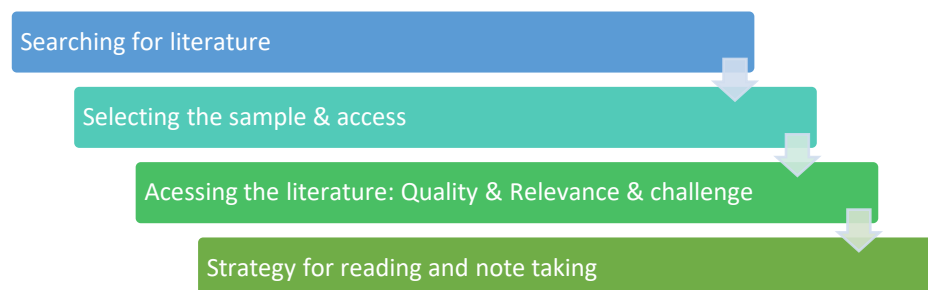 Searching for literature
Selecting the sample & access
Acessing the literature: Quality & Relevance & challenge
Strategy for reading and note taking